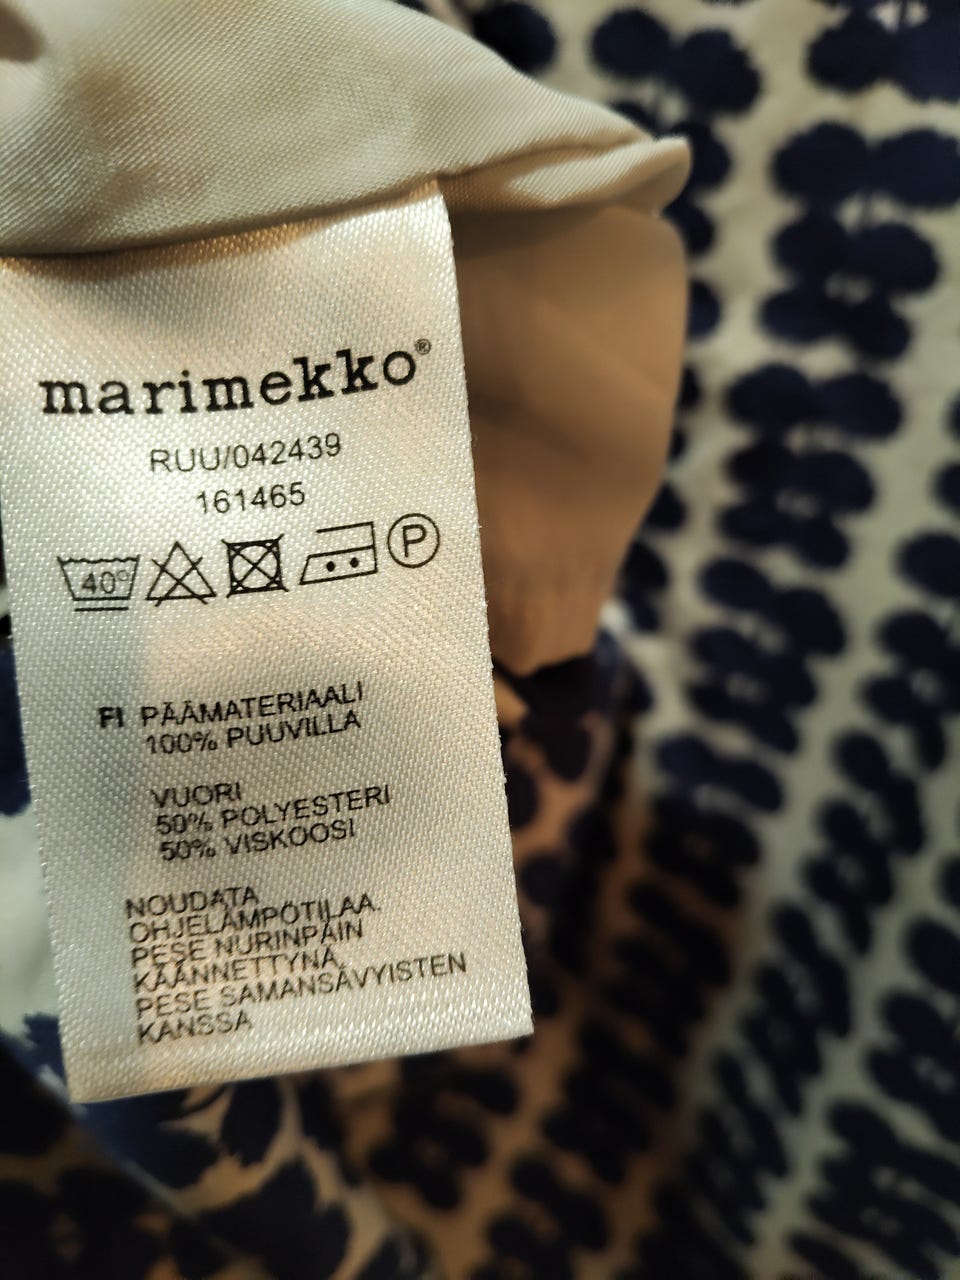 marimekko®
RUU/042439
161465
40° P
FI PÄÄMATERIAALI
100% PUUVILLA
VUORI
50% POLYESTERI
50% VISKOOSI
NOUDATA
OHJELÄMPÖTILAA.
PESE NURINPÄIN
KÄÄNNETTYNÄ,
PESE SAMANSÄVYISTEN
KANSSA